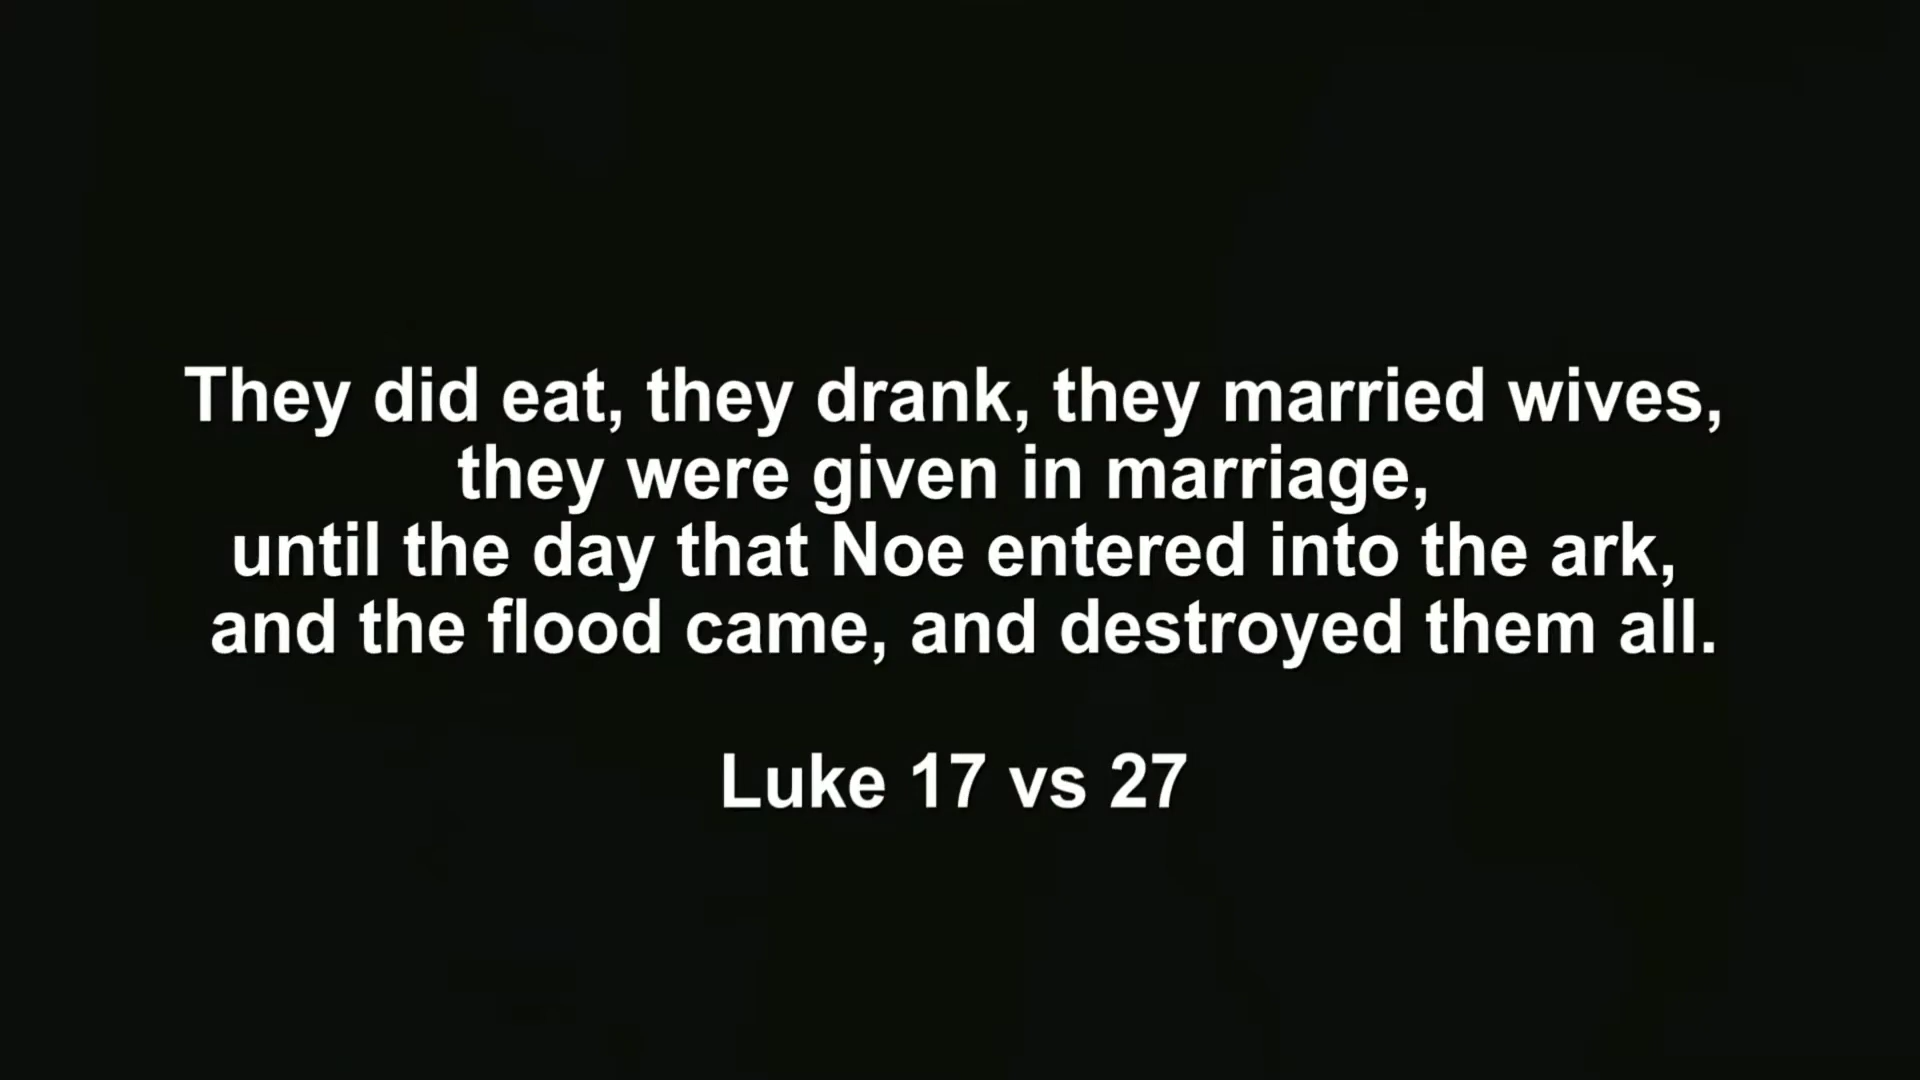 They did eat, they drank, they married wives,
they were given in marriage,
until the day that Noe entered into the ark,
and the flood came, and destroyed them all.
Luke 17 vs 27